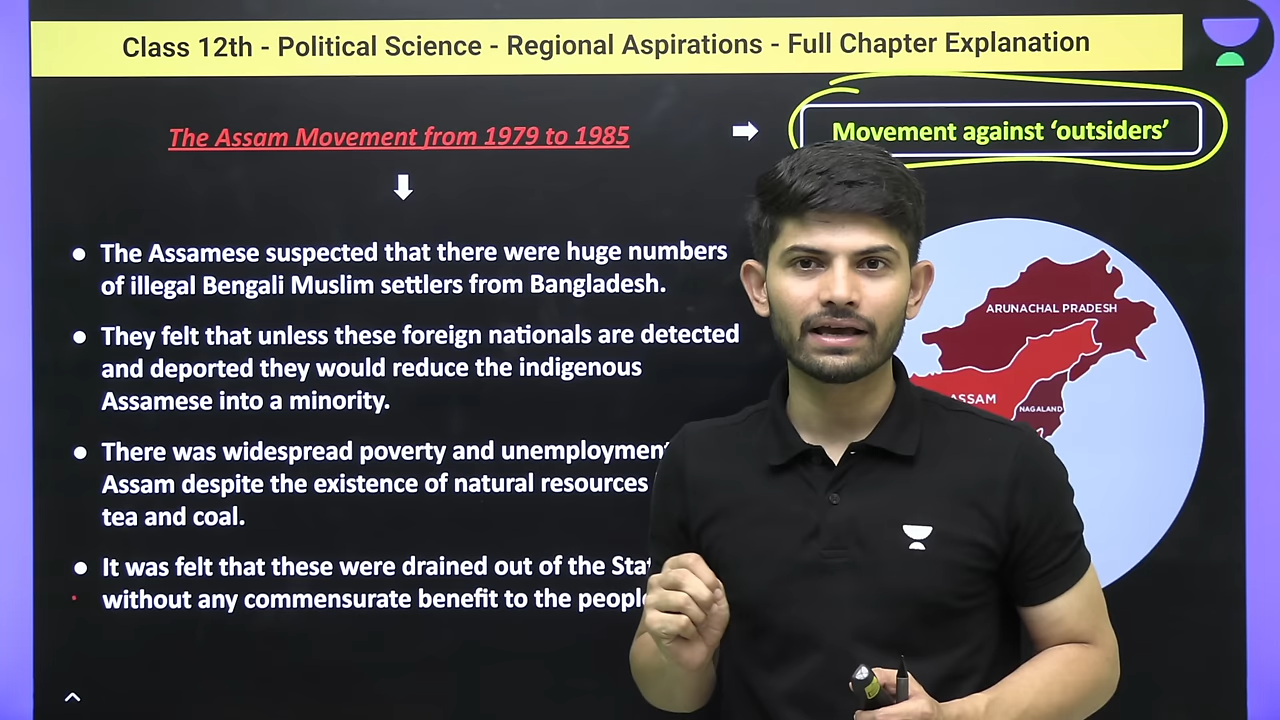 Class 12th - Political Science - Regional Aspirations - Full Chapter Explanation
The Assam Movement from 1979 to 1985
Movement against ‘outsiders’
● The Assamese suspected that there were huge numbers
of illegal Bengali Muslim settlers from Bangladesh.
● They felt that unless these foreign nationals are detected
and deported they would reduce the indigenous
Assamese into a minority.
● There was widespread poverty and unemployment
Assam despite the existence of natural resources
tea and coal.
● It was felt that these were drained out of the
without any commensurate benefit to the
ARUNACHAL PRADESH
ASSAM
NAGALAND